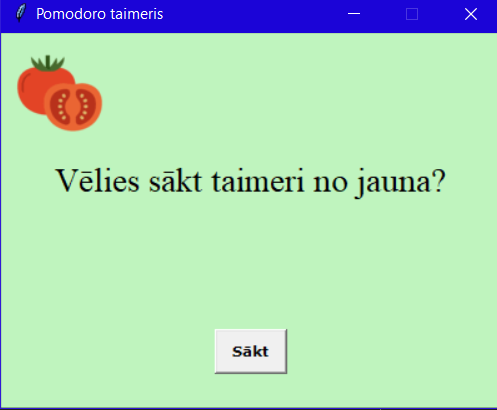 Pomodoro taimeris
Vēlies sākt taimeri no jauna?
Sākt